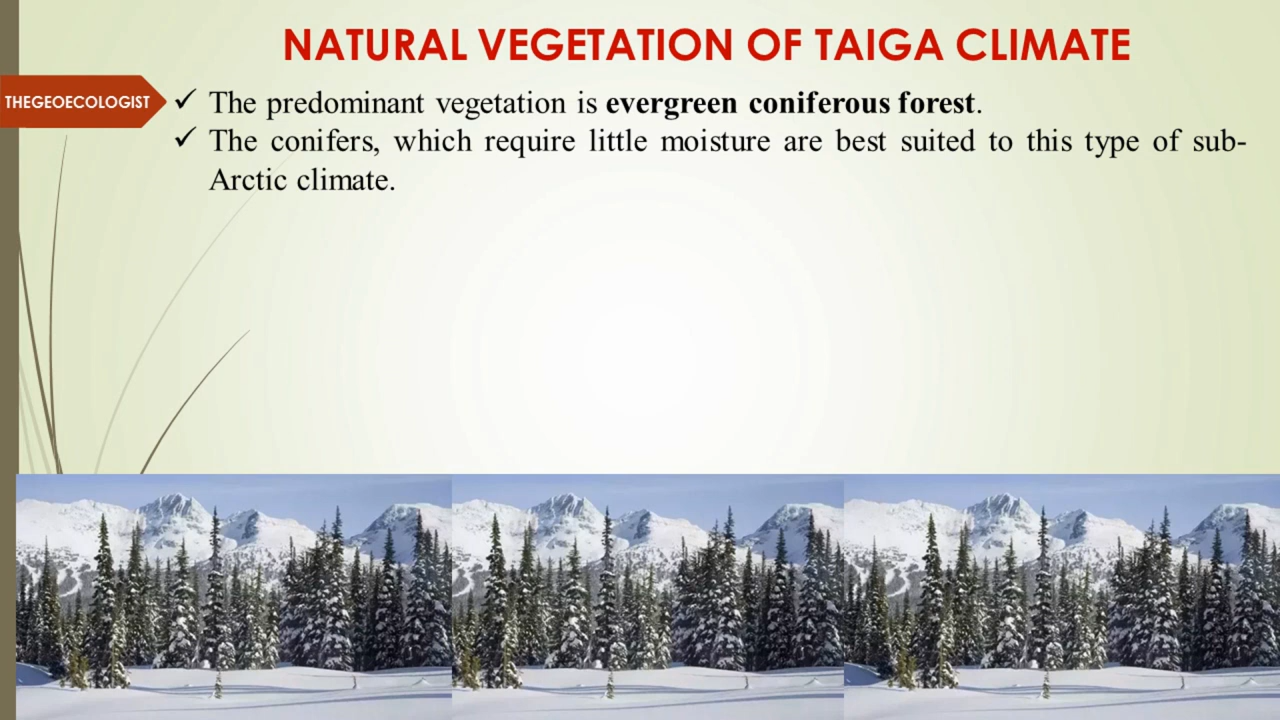 NATURAL VEGETATION OF TAIGA CLIMATE
THEGEOECOLOGIST
✓ The predominant vegetation is evergreen coniferous forest.
✓ The conifers, which require little moisture are best suited to this type of sub-
Arctic climate.